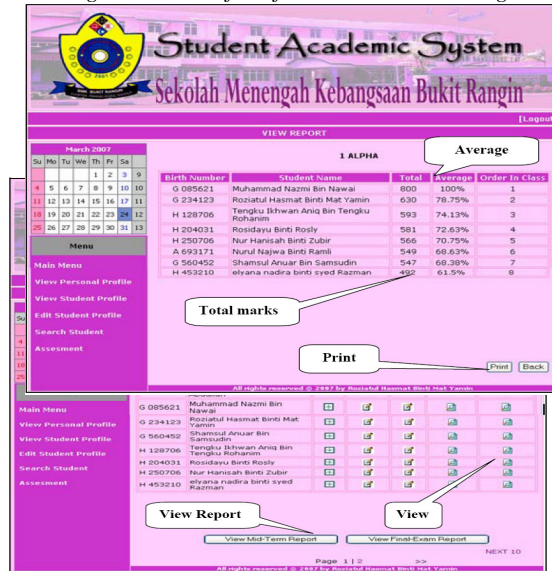 Student Academic System
Sekolah Menengah Kebangsaan Bukit Rangin
[Logout
VIEW REPORT
March 2007
Su Mo Tu We Th Fr Sa
1 2 3 9
4 5 6 7 8 9 10 10
11 12 13 14 15 16 17 11
18 19 20 21 22 23 24 12
25 26 27 28 29 30 31 13
Menu
Main Menu
View Personal Profile
View Student Profile
Edit Student Profile
Search Student
Assesment
1 ALPHA
Average
Birth Number Student Name Total Average Order In Class
G 085621 Muhammad Nazmi Bin Nawai 800 100% 1
G 234123 Roziatul Hasmat Binti Mat Yamin 630 78.75% 2
H 128706 Tengku Ikhwan Aniq Bin Tengku Rohanim 593 74.13% 3
H 204031 Rosidayu Binti Rosly 581 72.63% 4
H 250706 Nur Hanisah Binti Zubir 566 70.75% 5
A 693171 Nurul Najwa Binti Ramli 549 68.63% 6
G 560452 Shamsul Anuar Bin Samsudin 547 68.38% 7
H 453210 elyana nadira binti syed Razman 492 61.5% 8
Total marks
Print
Print Back
All rights reserved © 2007 by Roziatul Hasmat Binti Mat Yamin
Main Menu
View Personal Profile
View Student Profile
Edit Student Profile
Search Student
Assesment
G 085621 Muhammad Nazmi Bin Nawai
G 234123 Roziatul Hasmat Binti Mat Yamin
G 560452 Shamsul Anuar Bin Samsudin
H 128706 Tengku Ikhwan Aniq Bin Tengku Rohanim
H 204031 Rosidayu Binti Rosly
H 250706 Nur Hanisah Binti Zubir
H 453210 elyana nadira binti syed Razman
View Report
View
View Mid-Term Report View Final-Exam Report
NEXT 10
Page 1|2 >>
All rights reserved © 2007 by Roziatul Hasmat Binti Mat Yamin